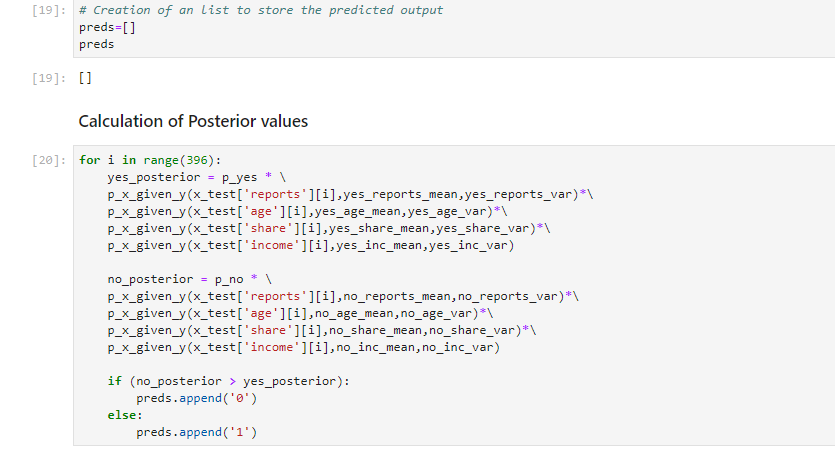 [19]: # Creation of an list to store the predicted output
preds=[]
preds
[19]: []
Calculation of Posterior values
[20]: for i in range(396):
    yes_posterior = p_yes * \
    p_x_given_y(x_test['reports'][i],yes_reports_mean,yes_reports_var)*\
    p_x_given_y(x_test['age'][i],yes_age_mean,yes_age_var)*\
    p_x_given_y(x_test['share'][i],yes_share_mean,yes_share_var)*\
    p_x_given_y(x_test['income'][i],yes_inc_mean,yes_inc_var)
    no_posterior = p_no * \
    p_x_given_y(x_test['reports'][i],no_reports_mean,no_reports_var)*\
    p_x_given_y(x_test['age'][i],no_age_mean,no_age_var)*\
    p_x_given_y(x_test['share'][i],no_share_mean,no_share_var)*\
    p_x_given_y(x_test['income'][i],no_inc_mean,no_inc_var)
    if (no_posterior > yes_posterior):
        preds.append('0')
    else:
        preds.append('1')